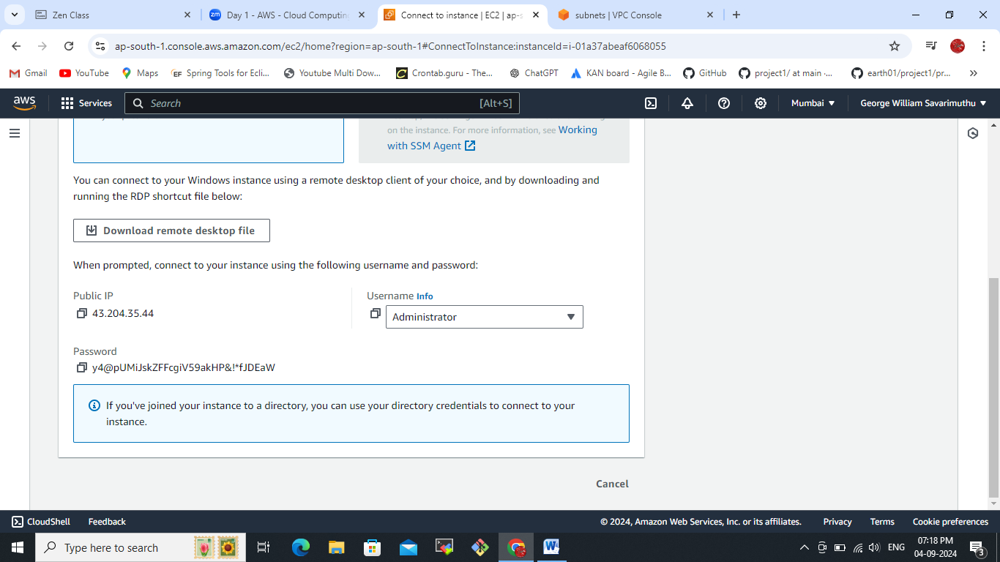 Zen Class
Day 1 - AWS - Cloud Computing
Connect to instance | EC2 | ap-s
subnets | VPC Console
ap-south-1.console.aws.amazon.com/ec2/home?region=ap-south-1#ConnectToInstance:instanceId=i-01a37abeaf6068055
Gmail YouTube Maps Spring Tools for Ecli... Youtube Multi Dow... Crontab.guru - The... ChatGPT KAN board - Agile B... GitHub project1/ at main ·... earth01/project1/pr...
aws Services Search [Alt+S] Mumbai George William Savarimuthu
on the instance. For more information, see Working
with SSM Agent
You can connect to your Windows instance using a remote desktop client of your choice, and by downloading and
running the RDP shortcut file below:
Download remote desktop file
When prompted, connect to your instance using the following username and password:
Public IP
43.204.35.44
Username Info
Administrator
Password
y4@pUMiJskZFFcgiV59akHP&!*fJDEaW
If you've joined your instance to a directory, you can use your directory credentials to connect to your
instance.
Cancel
CloudShell Feedback © 2024, Amazon Web Services, Inc. or its affiliates. Privacy Terms Cookie preferences
Type here to search
ENG
07:18 PM
04-09-2024
3